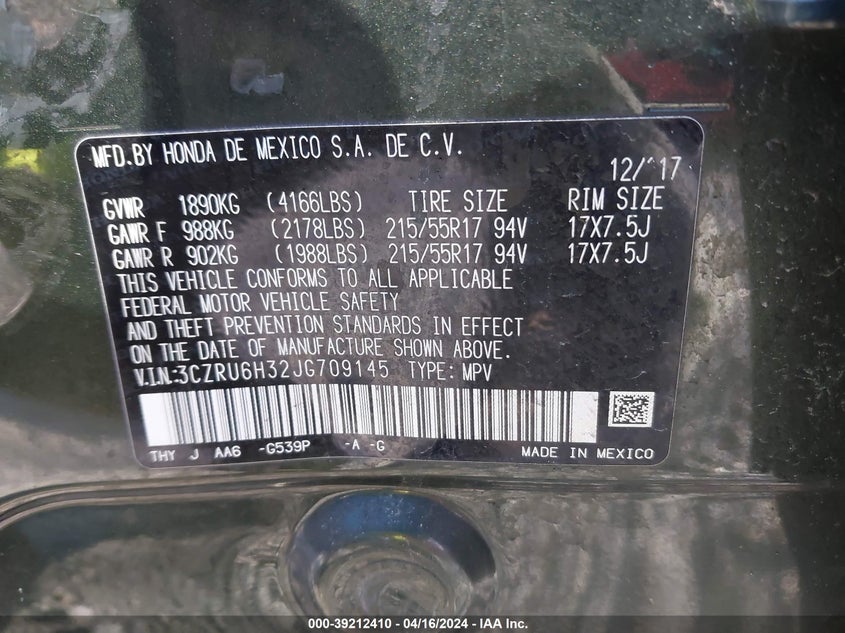 MFD.BY HONDA DE MEXICO S.A. DE C.V.
12/'17
GVWR 1890KG (4166LBS) TIRE SIZE RIM SIZE
GAWR F 988KG (2178LBS) 215/55R17 94V 17X7.5J
GAWR R 902KG (1988LBS) 215/55R17 94V 17X7.5J
THIS VEHICLE CONFORMS TO ALL APPLICABLE
FEDERAL MOTOR VEHICLE SAFETY
AND THEFT PREVENTION STANDARDS IN EFFECT
ON THE DATE OF MANUFACTURE SHOWN ABOVE.
V.I.N:3CZRU6H32JG709145 TYPE: MPV
THY J AA6 -G539P -A -G MADE IN MEXICO
000-39212410 - 04/16/2024 - IAA Inc.